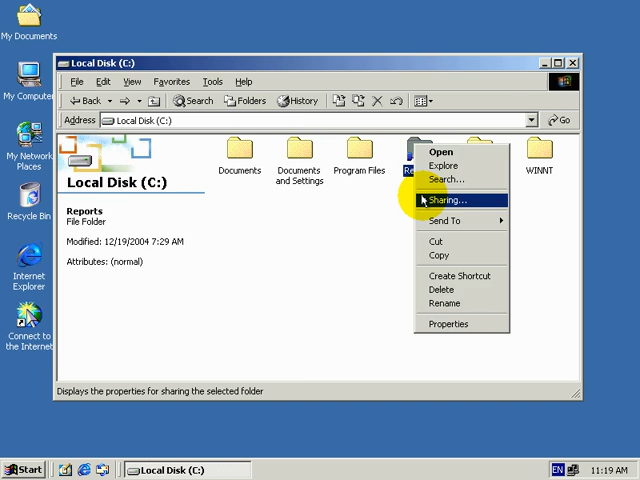 My Documents
My Computer
My Network
Places
Recycle Bin
Internet
Explorer
Connect to
the Internet
Local Disk (C:)
File Edit View Favorites Tools Help
Back Search Folders History
Address Local Disk (C:) Go
Local Disk (C:)
Reports
File Folder
Modified: 12/19/2004 7:29 AM
Attributes: (normal)
Documents
Documents
and Settings
Program Files
WINNT
Open
Explore
Search...
Sharing...
Send To
Cut
Copy
Create Shortcut
Delete
Rename
Properties
Displays the properties for sharing the selected folder
Start Local Disk (C:) EN 11:19 AM